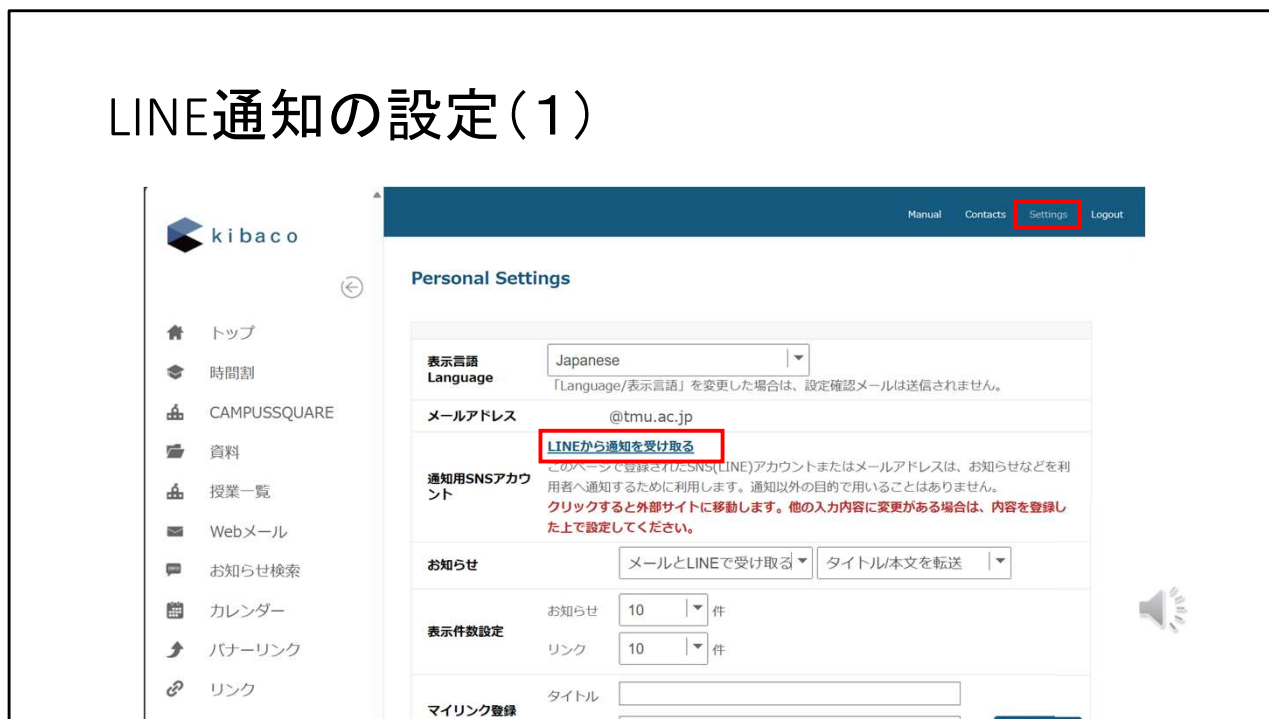 LINE通知の設定(１)
kibaco
Manual Contacts Settings Logout
トップ
時間割
CAMPUSSQUARE
資料
授業一覧
Webメール
お知らせ検索
カレンダー
バナーリンク
リンク
Personal Settings
表示言語
Language
Japanese
「Language/表示言語」を変更した場合は、設定確認メールは送信されません。
メールアドレス
@tmu.ac.jp
通知用SNSアカウ
ント
LINEから通知を受け取る
このページで登録されたSNS(LINE)アカウントまたはメールアドレスは、お知らせなどを利
用者へ通知するために利用します。通知以外の目的で用いることはありません。
クリックすると外部サイトに移動します。他の入力内容に変更がある場合は、内容を登録し
た上で設定してください。
お知らせ
メールとLINEで受け取る タイトル/本文を転送
表示件数設定
お知らせ 10 件
リンク 10 件
マイリンク登録
タイトル